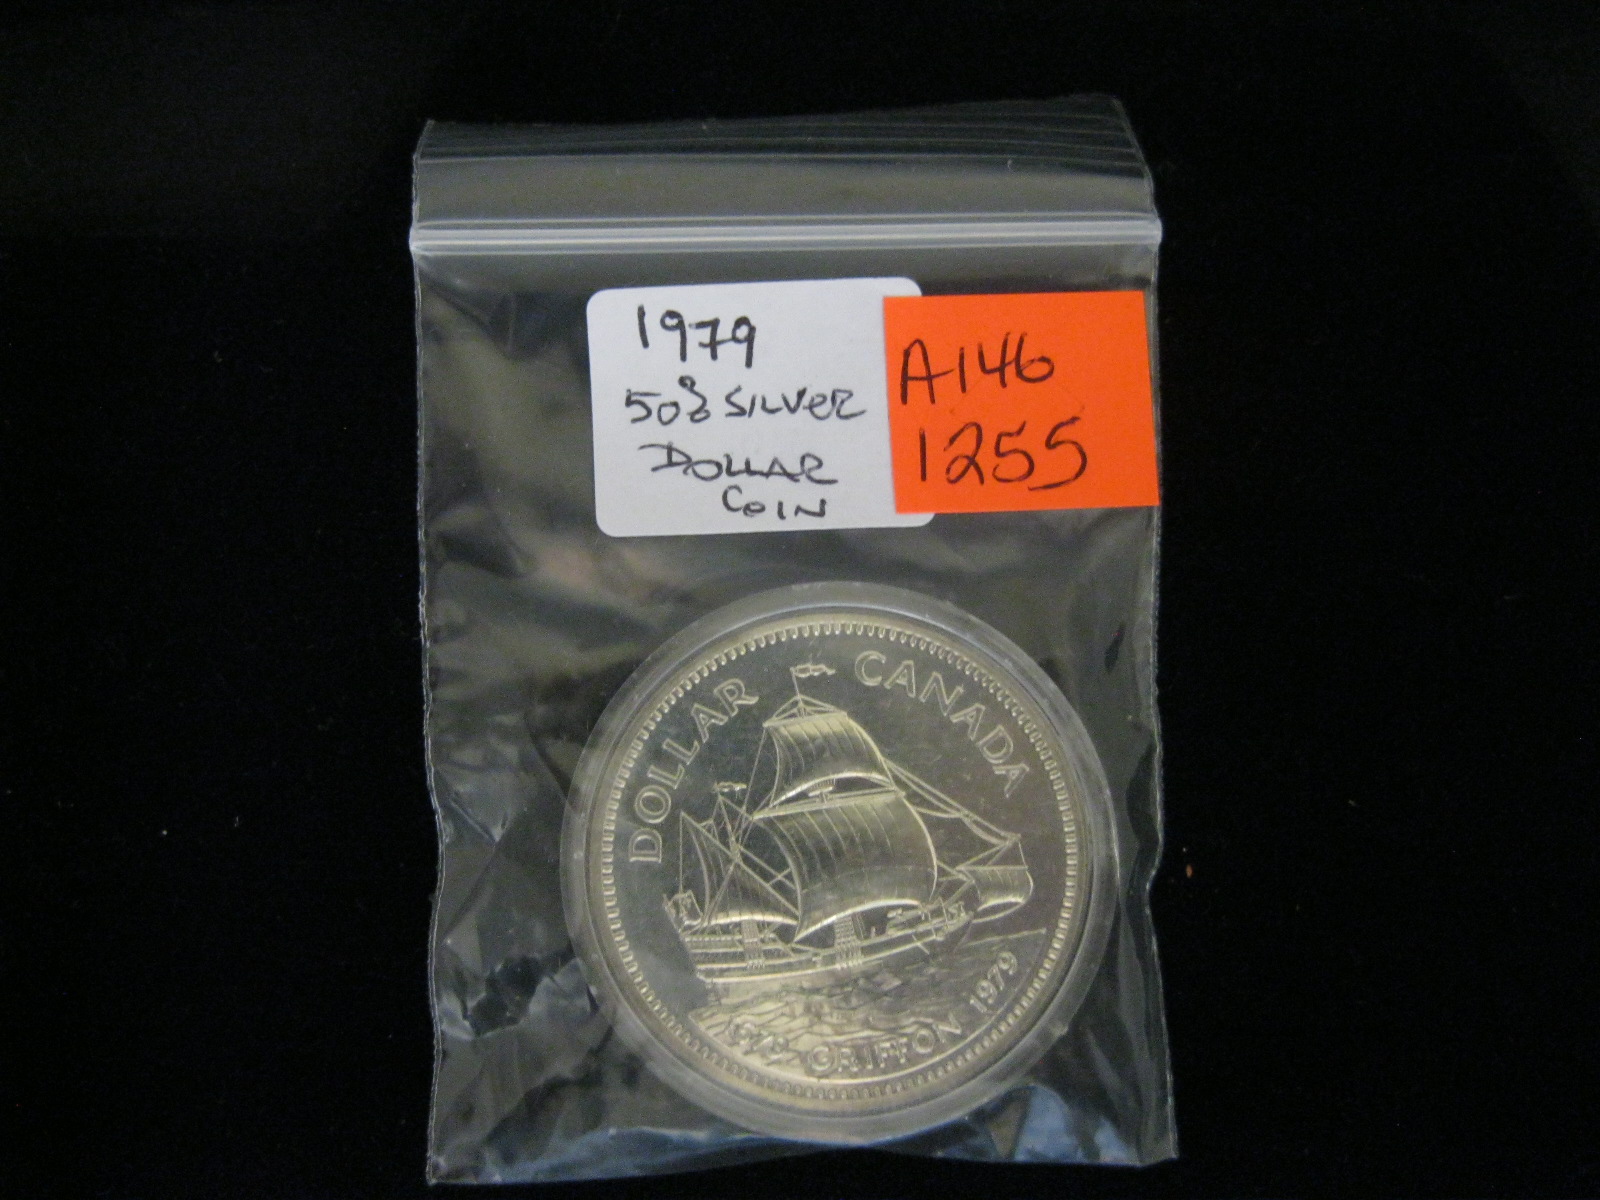 1979
50% SILVER
DOLLAR
COIN
A146
1255
DOLLAR CANADA
1679 GRIFFON 1979